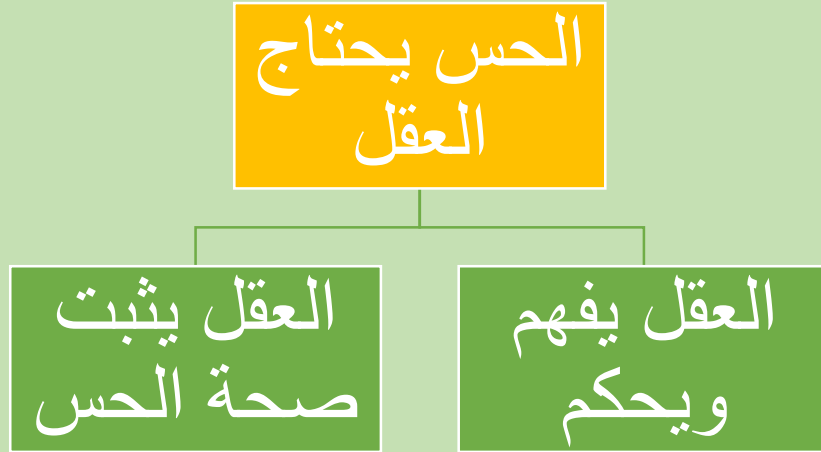 الحس يحتاج
العقل
العقل يفهم
ويحكم
العقل يثبت
صحة الحس